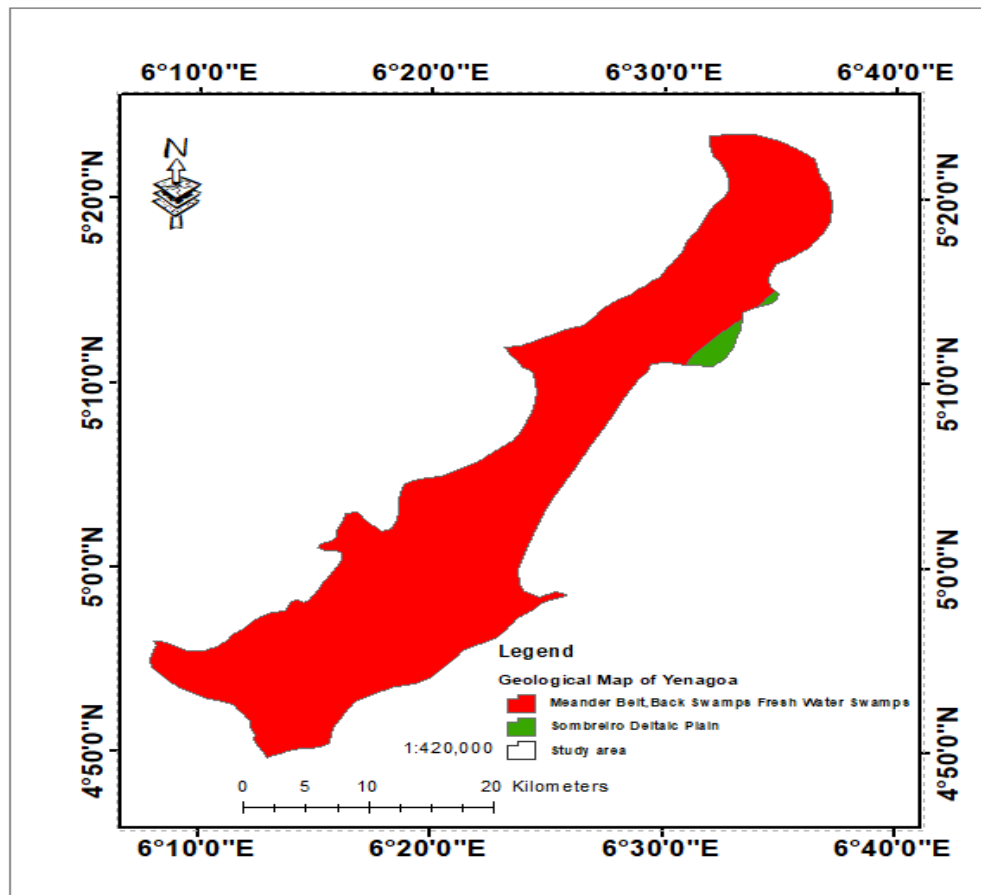 6°10'0"E 6°20'0"E 6°30'0"E 6°40'0"E
N
5°20'0"N 5°20'0"N
5°10'0"N 5°10'0"N
5°0'0"N 5°0'0"N
4°50'0"N 4°50'0"N
Legend
Geological Map of Yenagoa
Meander Belt,Back Swamps Fresh Water Swamps
Sombreiro Deltaic Plain
1:420,000 Study area
0 5 10 20 Kilometers
6°10'0"E 6°20'0"E 6°30'0"E 6°40'0"E